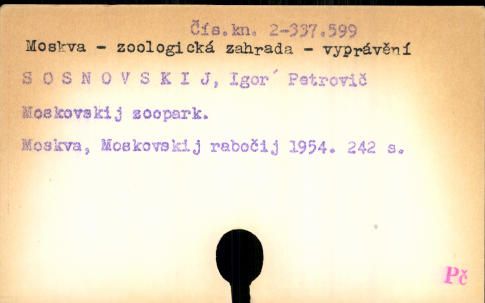 Čís.kn. 2-337.599
Moskva - zoologická zahrada - vyprávění
S O S N O V S K I J, Igor´ Petrovič
Moskovskij zoopark.
Moskva, Moskovskij rabočij 1954. 242 s.
Pč